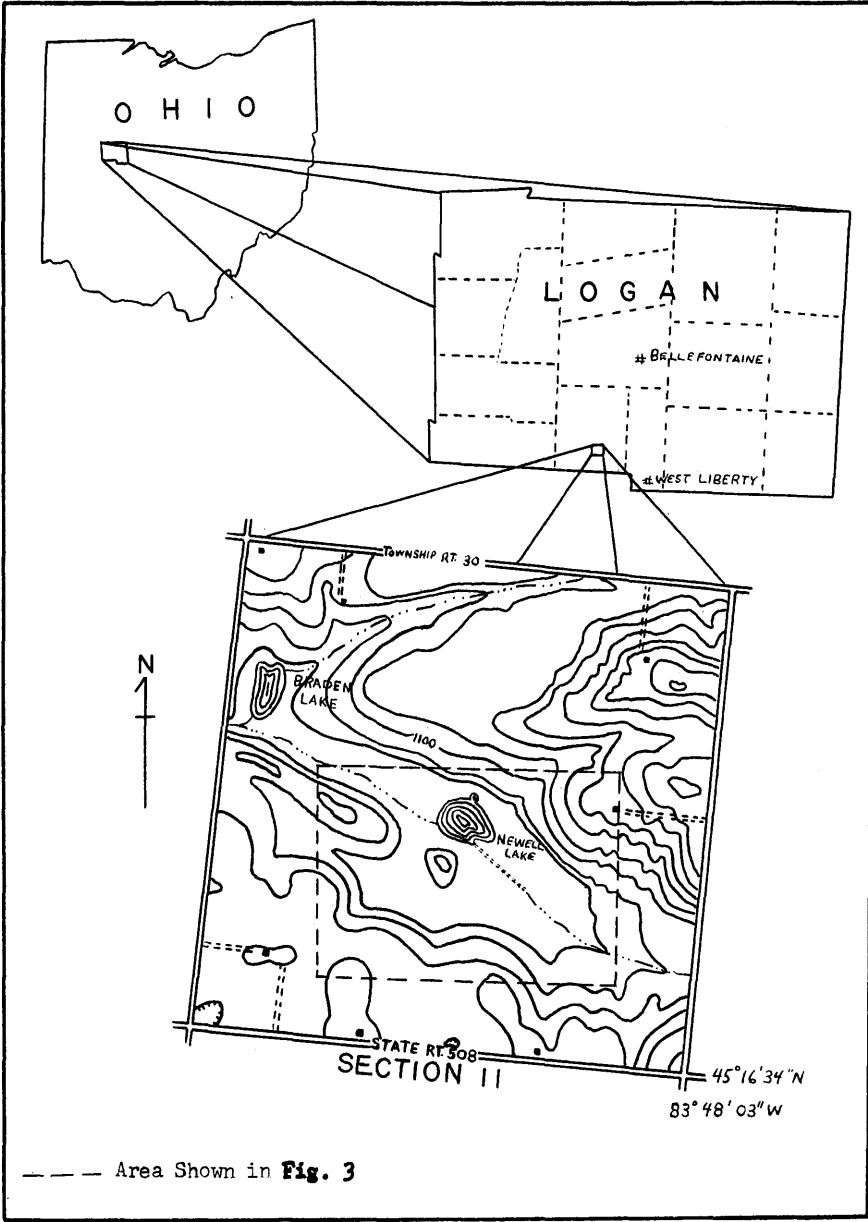 OHIO
LOGAN
#BELLEFONTAINE
#WEST LIBERTY
TOWNSHIP RT. 30
N
BRADEN
LAKE
1100
NEWELL
LAKE
STATE RT. 508
SECTION 11
45°16'34"N
83°48'03"W
Area Shown in Fig. 3